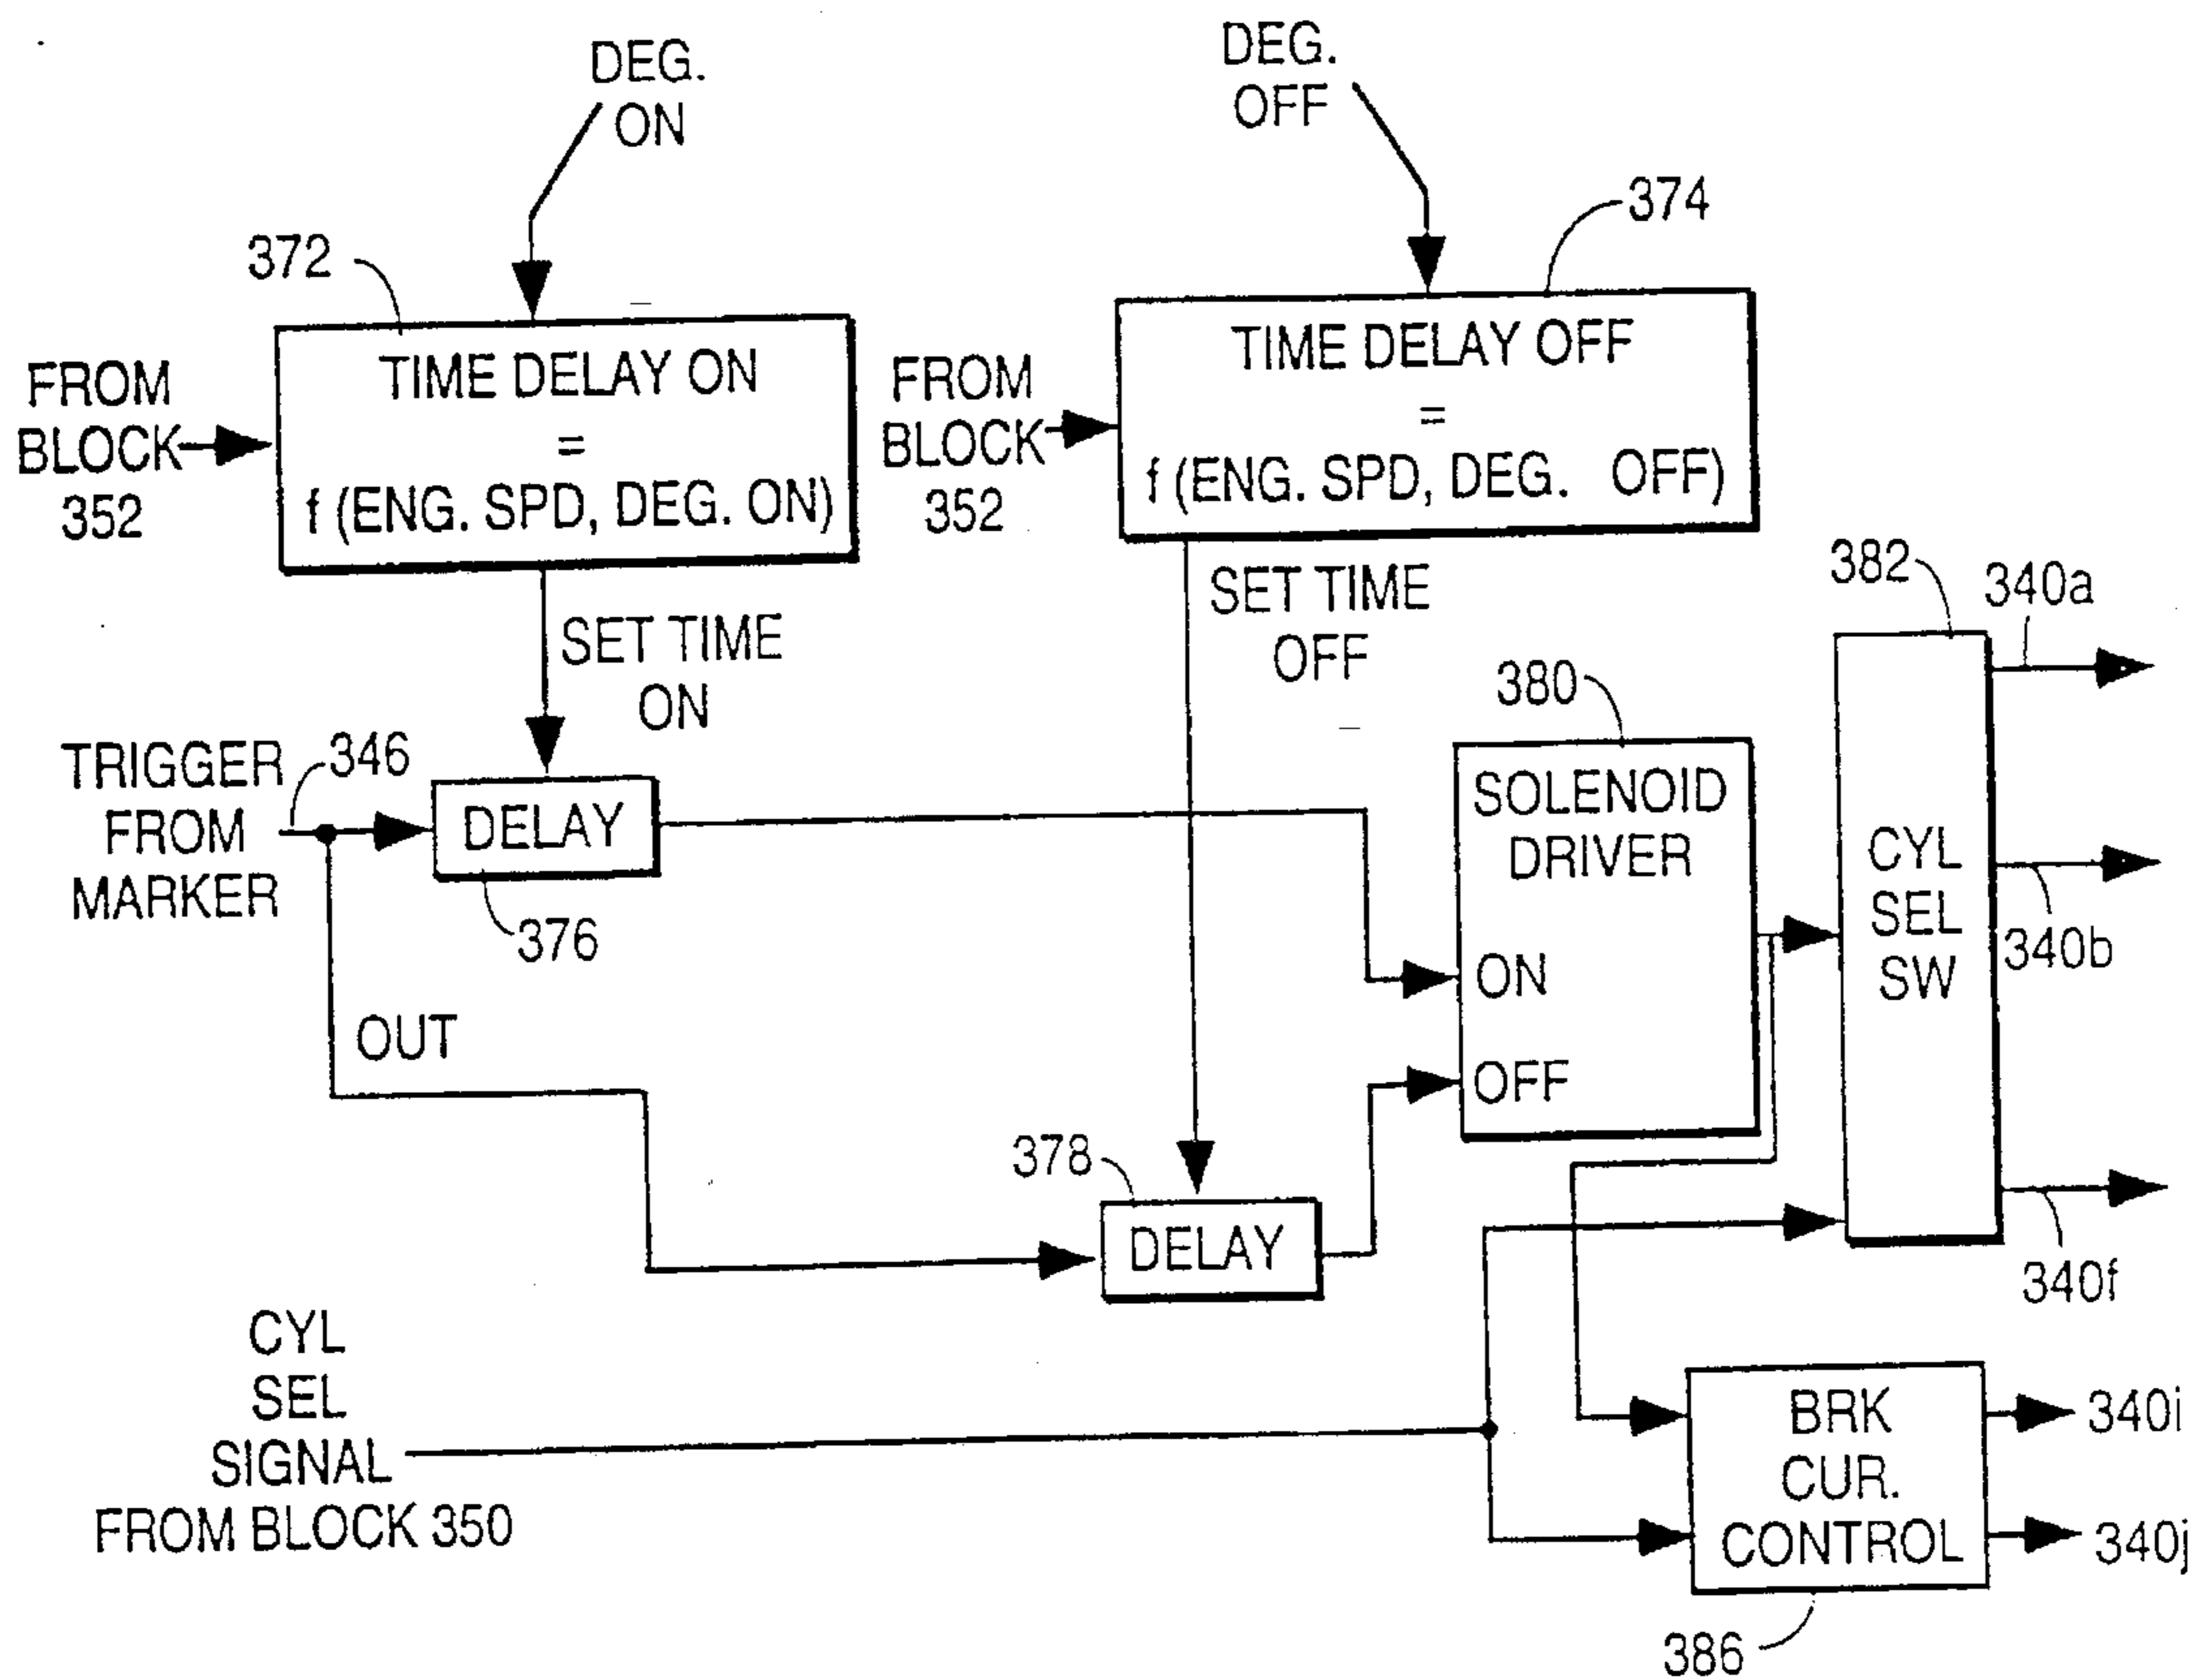 DEG.
ON
DEG.
OFF
372
374
FROM
BLOCK
352
TIME DELAY ON
=
f (ENG. SPD, DEG. ON)
FROM
BLOCK
352
TIME DELAY OFF
=
f (ENG. SPD, DEG. OFF)
SET TIME
ON
SET TIME
OFF
382
340a
380
TRIGGER
FROM
MARKER
346
DELAY
376
SOLENOID
DRIVER
ON
OFF
CYL
SEL
SW
340b
OUT
378
DELAY
340f
CYL
SEL
SIGNAL
FROM BLOCK 350
BRK
CUR.
CONTROL
340i
340j
386